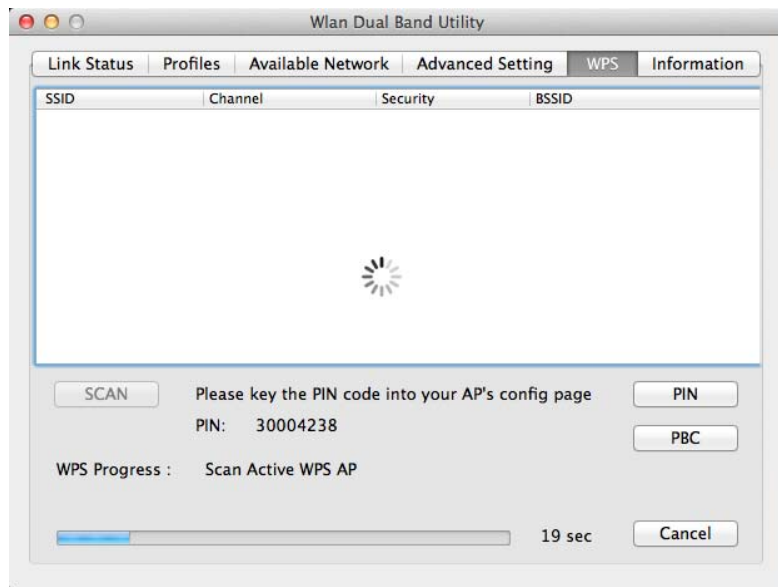 Wlan Dual Band Utility
Link Status Profiles Available Network Advanced Setting WPS Information
SSID Channel Security BSSID
SCAN Please key the PIN code into your AP's config page PIN
PIN: 30004238
PBC
WPS Progress : Scan Active WPS AP
19 sec Cancel